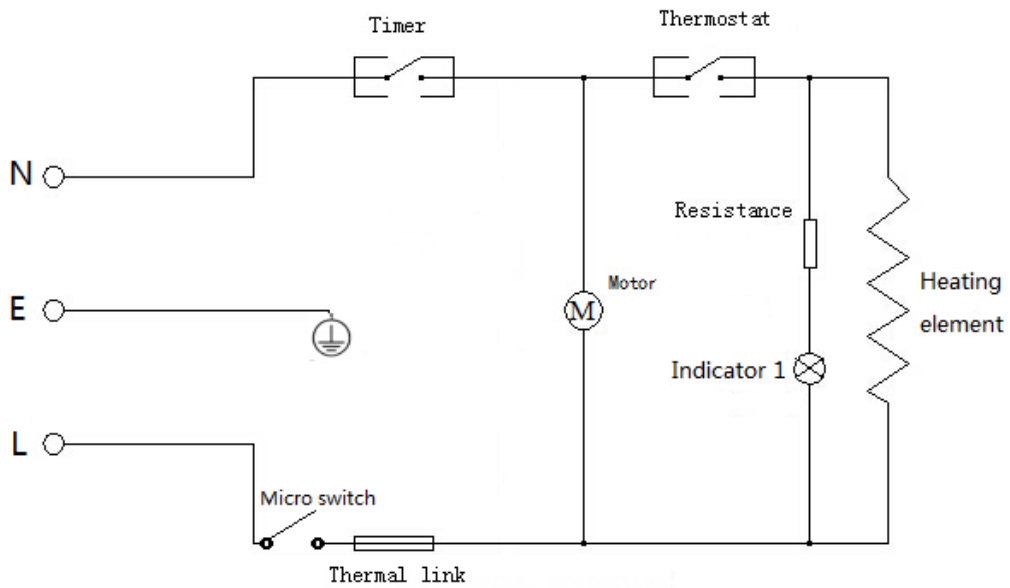 Timer
Thermostat
N
Resistance
Motor
E
M
Heating
element
Indicator 1
L
Micro switch
Thermal link